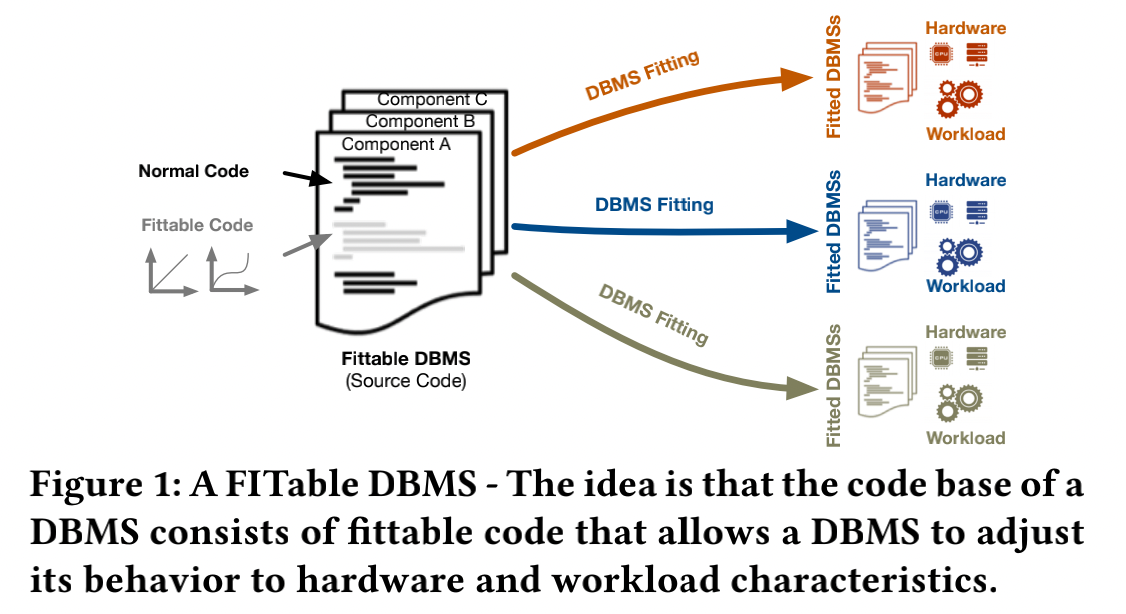 Component C
Component B
Component A
Normal Code
Fittable Code
Fittable DBMS
(Source Code)
DBMS Fitting
Fitted DBMSs
Hardware
CPU
Workload
DBMS Fitting
Fitted DBMSs
Hardware
CPU
Workload
DBMS Fitting
Fitted DBMSs
Hardware
CPU
Workload
Figure 1: A FITable DBMS - The idea is that the code base of a
DBMS consists of fittable code that allows a DBMS to adjust
its behavior to hardware and workload characteristics.